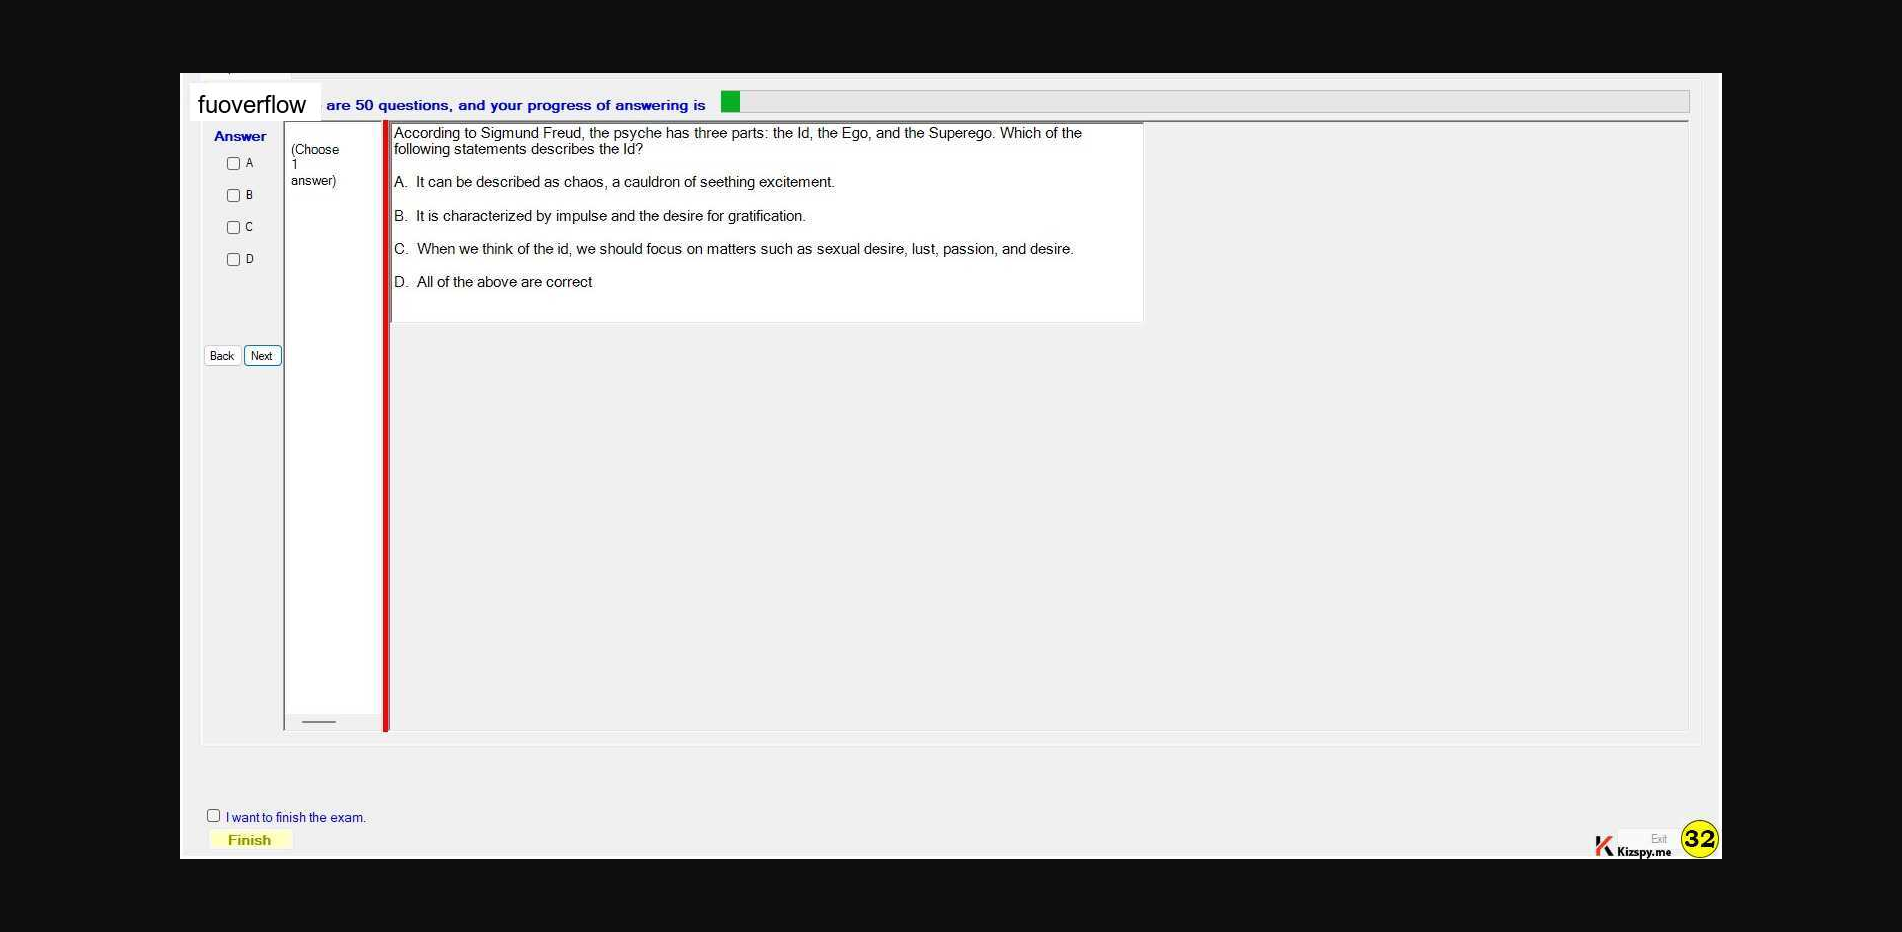 fuoverflow are 50 questions, and your progress of answering is
Answer
A
B
C
D
Back Next
(Choose
1
answer)
According to Sigmund Freud, the psyche has three parts: the Id, the Ego, and the Superego. Which of the
following statements describes the Id?
A. It can be described as chaos, a cauldron of seething excitement.
B. It is characterized by impulse and the desire for gratification.
C. When we think of the id, we should focus on matters such as sexual desire, lust, passion, and desire.
D. All of the above are correct
I want to finish the exam.
Finish
Exit
Kizspy.me
32